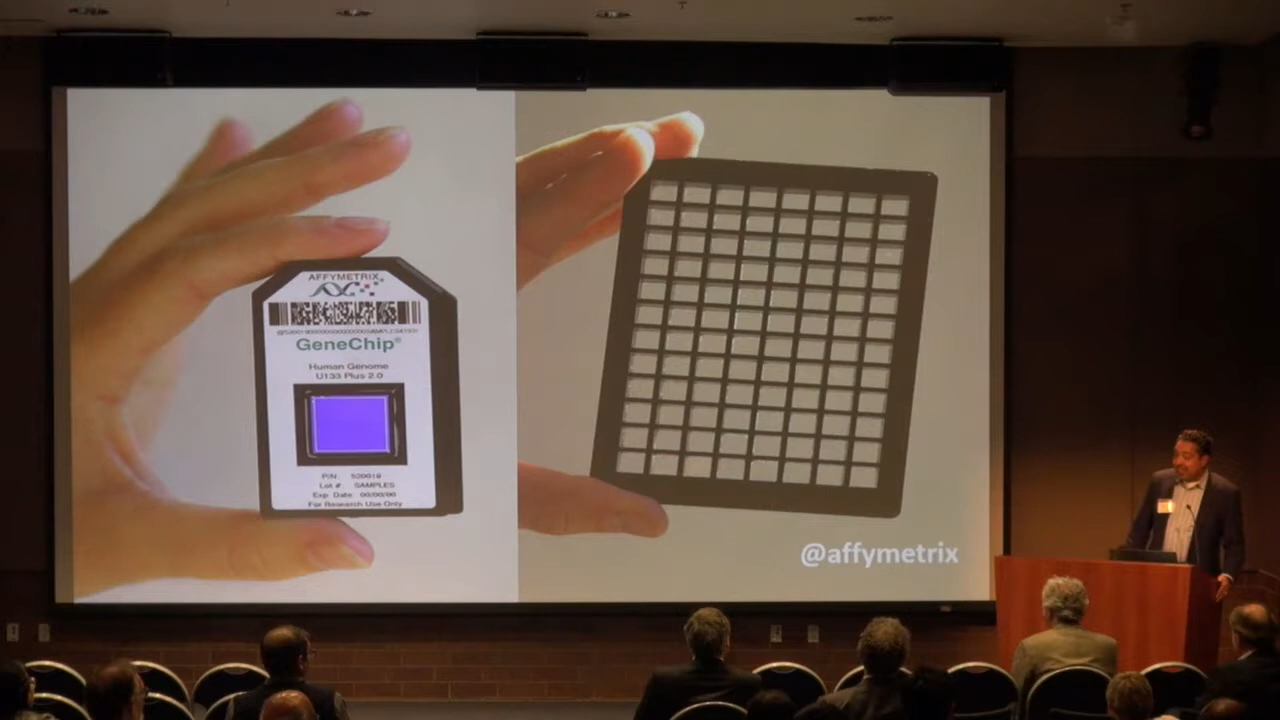 AFFYMETRIX
GeneChip®
Human Genome
U133 Plus 2.0
P/N: 520019
Lot #: SAMPLES
Exp Date: 00/00/00
For Research Use Only
@affymetrix